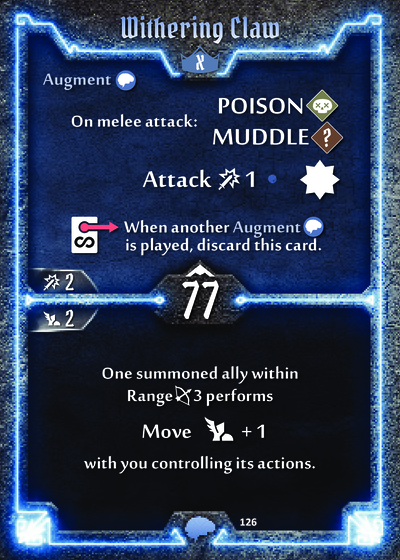 Withering Claw
X
Augment
On melee attack:
POISON
MUDDLE
?
Attack 1
When another Augment
is played, discard this card.
2
77
2
One summoned ally within
Range 3 performs
Move + 1
with you controlling its actions.
126